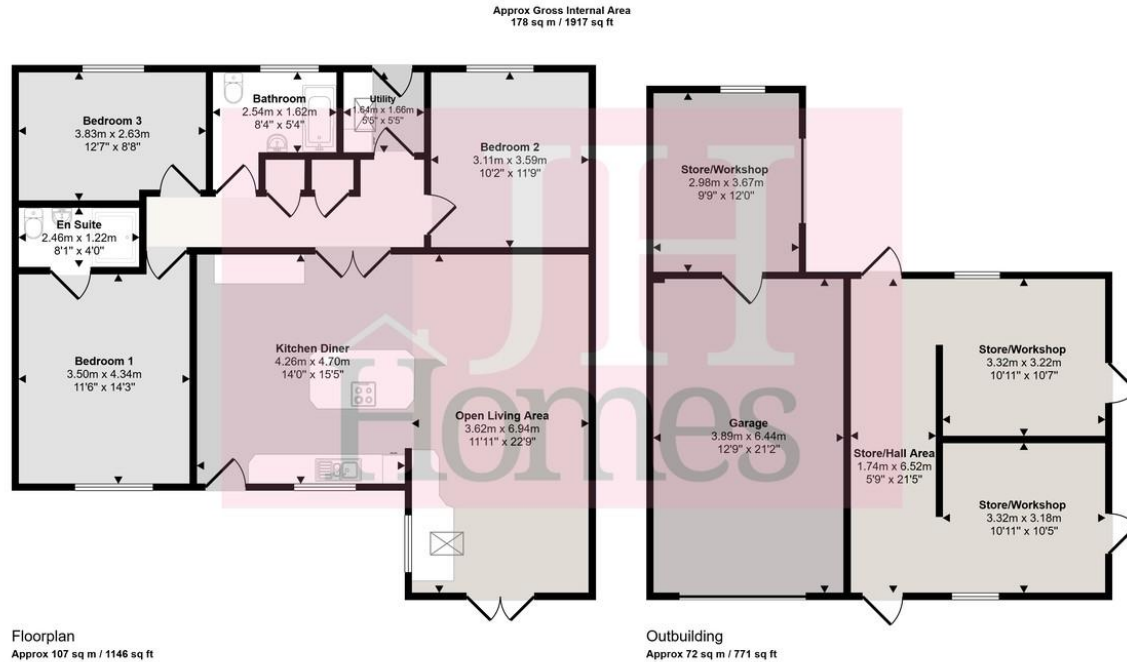 Approx Gross Internal Area
178 sq m / 1917 sq ft
Bedroom 3
3.83m x 2.63m
12'7" x 8'8"
Bathroom
2.54m x 1.62m
8'4" x 5'4"
Utility
1.64m x 1.66m
5'5" x 5'5"
Bedroom 2
3.11m x 3.59m
10'2" x 11'9"
En Suite
2.46m x 1.22m
8'1" x 4'0"
Bedroom 1
3.50m x 4.34m
11'6" x 14'3"
Kitchen Diner
4.26m x 4.70m
14'0" x 15'5"
Open Living Area
3.62m x 6.94m
11'11" x 22'9"
Store/Workshop
2.98m x 3.67m
9'9" x 12'0"
Garage
3.89m x 6.44m
12'9" x 21'2"
Store/Hall Area
1.74m x 6.52m
5'9" x 21'5"
Store/Workshop
3.32m x 3.22m
10'11" x 10'7"
Store/Workshop
3.32m x 3.18m
10'11" x 10'5"
JH
Homes
Floorplan
Approx 107 sq m / 1146 sq ft
Outbuilding
Approx 72 sq m / 771 sq ft